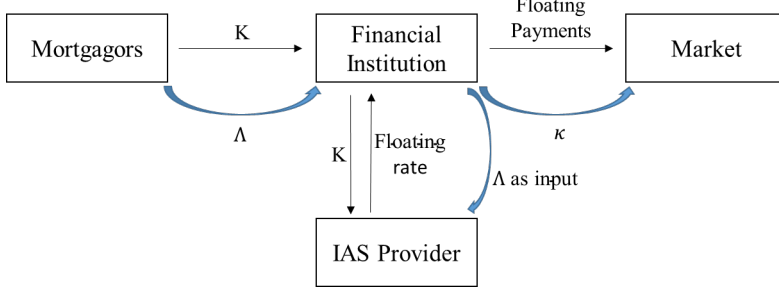 Floating
Payments
Mortgagors
K
Financial
Institution
Market
Λ
κ
K
Floating
rate
Λ as input
IAS Provider